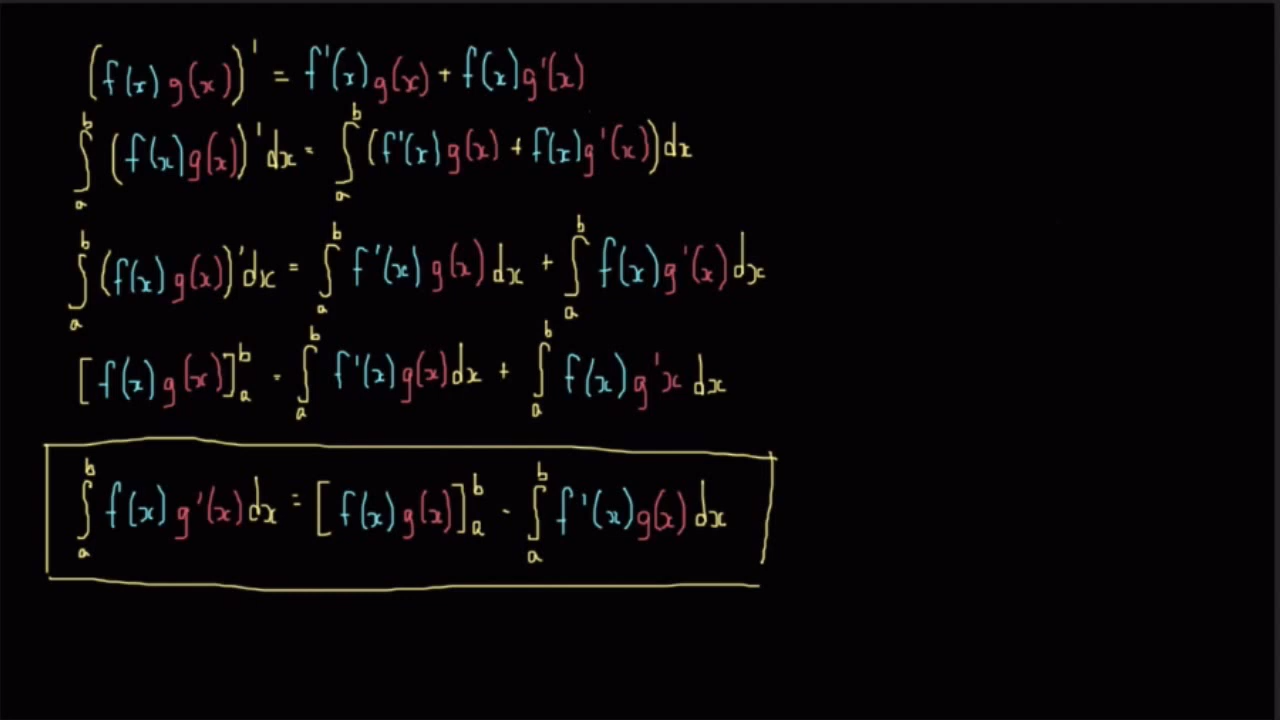 (f(x) g(x))' = f'(x) g(x) + f(x) g'(x)
∫_a^b (f(x) g(x))' dx = ∫_a^b (f'(x) g(x) + f(x) g'(x)) dx
∫_a^b (f(x) g(x))' dx = ∫_a^b f'(x) g(x) dx + ∫_a^b f(x) g'(x) dx
[f(x) g(x)]_a^b = ∫_a^b f'(x) g(x) dx + ∫_a^b f(x) g'x dx
∫_a^b f(x) g'(x) dx = [f(x) g(x)]_a^b - ∫_a^b f'(x) g(x) dx